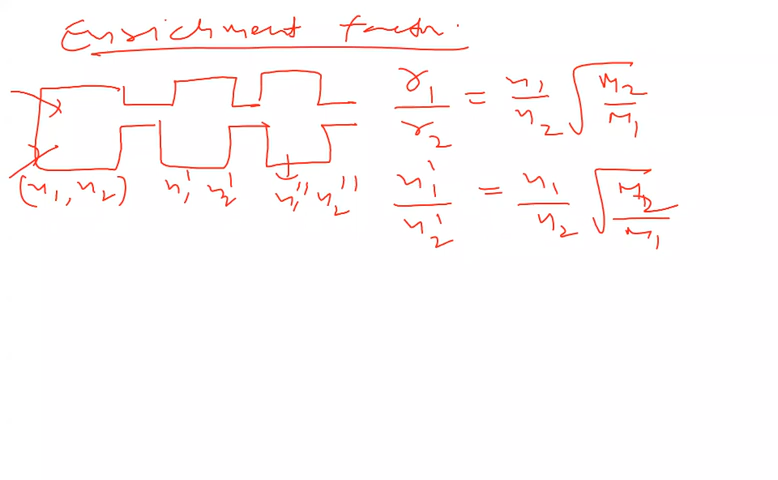 Enrichment factor.
r₁/r₂ = n₁/n₂ √(M₂/M₁)
(n₁, n₂) n₁' n₂' n₁'' n₂''
n₁'/n₂' = n₁/n₂ √(M₂/M₁)